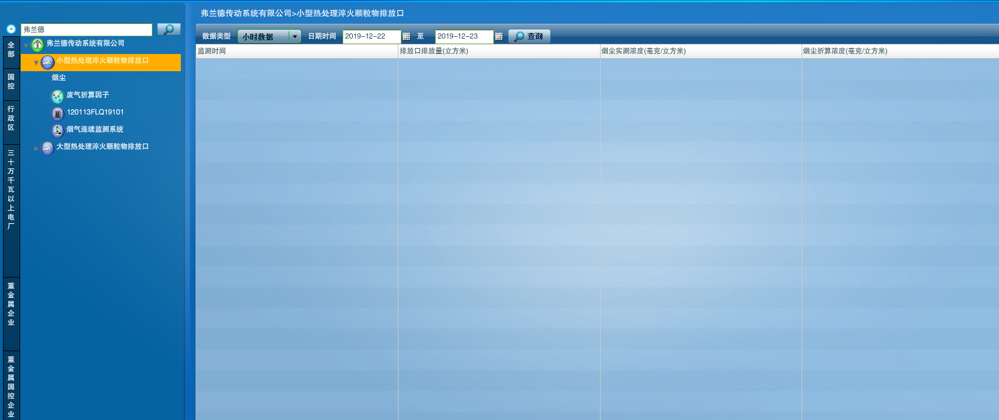 弗兰德传动系统有限公司>小型热处理淬火颗粒物排放口
弗兰德
数据类型 小时数据 日期时间 2019-12-22 至 2019-12-23 查询
监测时间 排放口排放量(立方米) 烟尘实测浓度(毫克/立方米) 烟尘折算浓度(毫克/立方米)
全部
国控
行政区
三十万千瓦以上电厂
重金属企业
重金属国控企业
弗兰德传动系统有限公司
小型热处理淬火颗粒物排放口
烟尘
废气折算因子
120113FLQ19101
烟气连续监测系统
大型热处理淬火颗粒物排放口